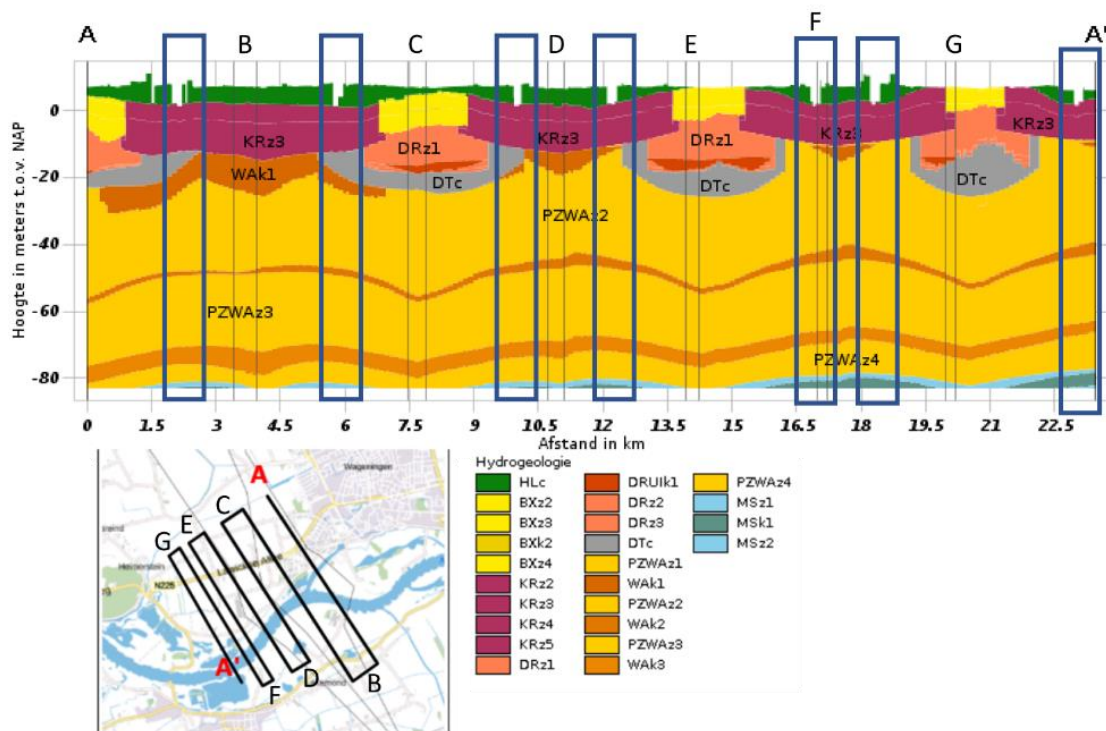 A B C D E F G A'
Hoogte in meters t.o.v. NAP
0
-20
-40
-60
-80
KRz3 DRz1 KRz3 DRz1 KRz3 KRz3
WAk1 DTc DTc DTc
PZWAz2
PZWAz3
PZWAz4
0 1.5 3 4.5 6 7.5 9 10.5 12 13.5 15 16.5 18 19.5 21 22.5
Afstand in km
A
Wageningen
C
E
G
N225
A'
F
D
B
Hydrogeologie
HLc
BXz2
BXz3
BXk2
BXz4
KRz2
KRz3
KRz4
KRz5
DRz1
DRUIk1
DRz2
DRz3
DTc
PZWAz1
WAk1
PZWAz2
WAk2
PZWAz3
WAk3
PZWAz4
MSz1
MSk1
MSz2